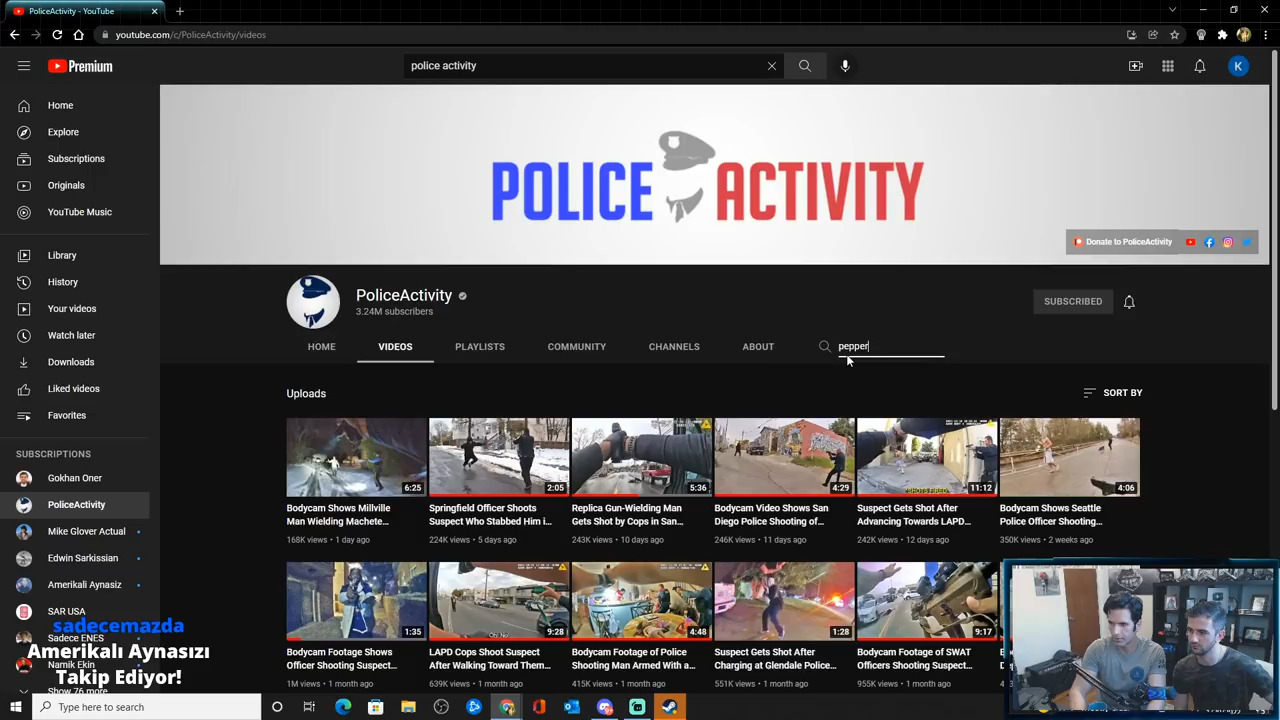 PoliceActivity - YouTube
youtube.com/c/PoliceActivity/videos
Premium
police activity
K
Home
Explore
Subscriptions
Originals
YouTube Music
Library
History
Your videos
Watch later
Downloads
Liked videos
Favorites
SUBSCRIPTIONS
Gokhan Oner
PoliceActivity
Mike Glover Actual
Edwin Sarkissian
Amerikali Aynasiz
SAR USA
Sadece ENES
Namik Ekin
Show 76 more
POLICE ACTIVITY
Donate to PoliceActivity
PoliceActivity
3.24M subscribers
SUBSCRIBED
HOME
VIDEOS
PLAYLISTS
COMMUNITY
CHANNELS
ABOUT
pepper
Uploads
SORT BY
6:25
2:05
5:36
4:29
SHOTS FIRED
11:12
4:06
Bodycam Shows Millville
Man Wielding Machete...
168K views • 1 day ago
Springfield Officer Shoots
Suspect Who Stabbed Him i...
224K views • 5 days ago
Replica Gun-Wielding Man
Gets Shot by Cops in San...
243K views • 10 days ago
Bodycam Video Shows San
Diego Police Shooting of...
246K views • 11 days ago
Suspect Gets Shot After
Advancing Towards LAPD...
242K views • 12 days ago
Bodycam Shows Seattle
Police Officer Shooting...
350K views • 2 weeks ago
1:35
Oh! No!
9:28
4:48
1:28
9:17
Bodycam Footage Shows
Officer Shooting Suspect...
1M views • 1 month ago
LAPD Cops Shoot Suspect
After Walking Toward Them...
639K views • 1 month ago
Bodycam Footage of Police
Shooting Man Armed With a...
415K views • 1 month ago
Suspect Gets Shot After
Charging at Glendale Police...
551K views • 1 month ago
Bodycam Footage of SWAT
Officers Shooting Suspect...
955K views • 1 month ago
sadecemazda
Amerikalı Aynasızı
Takip Ediyor!
Type here to search